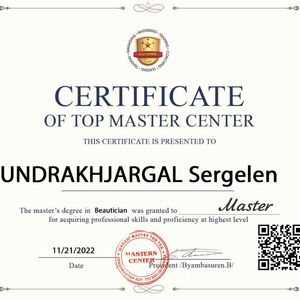 CERTIFICATE
OF TOP MASTER CENTER
THIS CERTIFICATE IS PRESENTED TO
UNDRAKHJARGAL Sergelen
The master's degree in Beautician was granted to Master
for acquiring professional skills and proficiency at highest level
11/21/2022
Date
MASTERS
CENTER
President /Byambasuren.B/